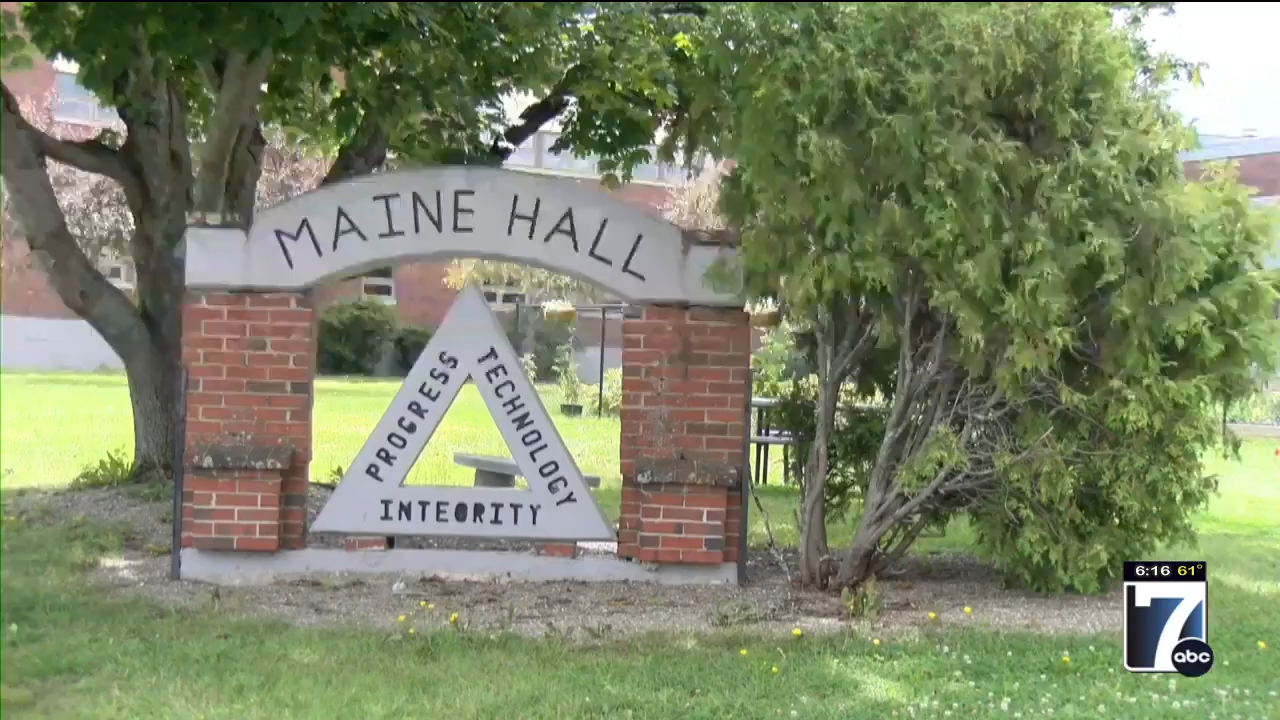 MAINE HALL
PROGRESS
TECHNOLOGY
INTEGRITY
6:16 61°
7
abc